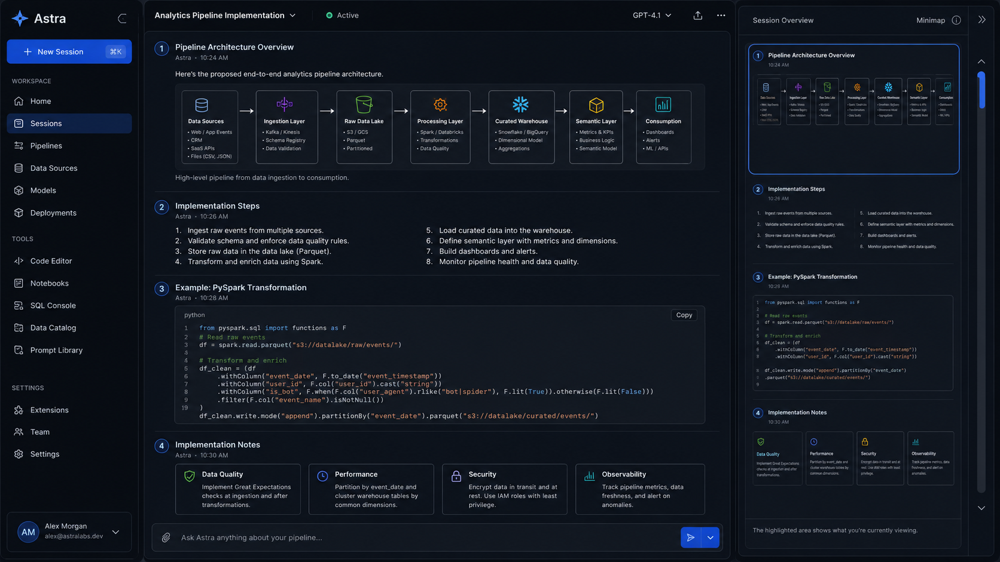 Astra
New Session ⌘K
WORKSPACE
Home
Sessions
Pipelines
Data Sources
Models
Deployments
TOOLS
Code Editor
Notebooks
SQL Console
Data Catalog
Prompt Library
SETTINGS
Extensions
Team
Settings
AM
Alex Morgan
alex@astralabs.dev
Analytics Pipeline Implementation
Active
GPT-4.1
1 Pipeline Architecture Overview
Astra • 10:24 AM
Here's the proposed end-to-end analytics pipeline architecture.
Data Sources
• Web / App Events
• CRM
• SaaS APIs
• Files (CSV, JSON)
Ingestion Layer
• Kafka / Kinesis
• Schema Registry
• Data Validation
Raw Data Lake
• S3 / GCS
• Parquet
• Partitioned
Processing Layer
• Spark / Databricks
• Transformations
• Data Quality
Curated Warehouse
• Snowflake / BigQuery
• Dimensional Model
• Aggregations
Semantic Layer
• Metrics & KPIs
• Business Logic
• Semantic Model
Consumption
• Dashboards
• Alerts
• ML / APIs
High-level pipeline from data ingestion to consumption.
2 Implementation Steps
Astra • 10:26 AM
1. Ingest raw events from multiple sources.
2. Validate schema and enforce data quality rules.
3. Store raw data in the data lake (Parquet).
4. Transform and enrich data using Spark.
5. Load curated data into the warehouse.
6. Define semantic layer with metrics and dimensions.
7. Build dashboards and alerts.
8. Monitor pipeline health and data quality.
3 Example: PySpark Transformation
Astra • 10:28 AM
python
Copy
1 from pyspark.sql import functions as F
2 # Read raw events
3 df = spark.read.parquet("s3://datalake/raw/events/")
3
4 # Transform and enrich
5 df_clean = (df
6 .withColumn("event_date", F.to_date("event_timestamp"))
7 .withColumn("user_id", F.col("user_id").cast("string"))
8 .withColumn("is_bot", F.when(F.col("user_agent").rlike("bot|spider"), F.lit(True)).otherwise(F.lit(False)))
9 .filter(F.col("event_name").isNotNull())
19 )
df_clean.write.mode("append").partitionBy("event_date").parquet("s3://datalake/curated/events/")
4 Implementation Notes
Astra • 10:30 AM
Data Quality
Implement Great Expectations
checks at ingestion and after
transformations.
Performance
Partition by event_date and
cluster warehouse tables by
common dimensions.
Security
Encrypt data in transit and at
rest. Use IAM roles with least
privilege.
Observability
Track pipeline metrics, data
freshness, and alert on
anomalies.
Ask Astra anything about your pipeline...
Session Overview
Minimap
1 Pipeline Architecture Overview
10:24 AM
Data Sources
Ingestion Layer
Raw Data Lake
Processing Layer
Curated Warehouse
Semantic Layer
Consumption
2 Implementation Steps
10:26 AM
1. Ingest raw events from multiple sources.
2. Validate schema and enforce data quality rules.
3. Store raw data in the data lake (Parquet).
4. Transform and enrich data using Spark.
5. Load curated data into the warehouse.
6. Define semantic layer with metrics and dimensions.
7. Build dashboards and alerts.
8. Monitor pipeline health and data quality.
3 Example: PySpark Transformation
10:28 AM
1 from pyspark.sql import functions as F
2
3 # Read raw events
3 df = spark.read.parquet("s3://datalake/raw/events/")
4
5 # Transform and enrich
5 df_clean = (df
6 .withColumn("event_date", F.to_date("event_timestamp"))
8 .withColumn("user_id", F.col("user_id").cast("string"))
df_clean.write.mode("append").partitionBy("event_date")
.parquet("s3://datalake/curated/events/")
9
4 Implementation Notes
10:30 AM
Data Quality
Implement Great Expectations
checks at ingestion and after
transformations.
Performance
Partition by event_date and
cluster warehouse tables by
common dimensions.
Security
Encrypt data in transit and at
rest. Use IAM roles with least
privilege.
Observability
Track pipeline metrics, data
freshness, and alert on
anomalies.
The highlighted area shows what you're currently viewing.